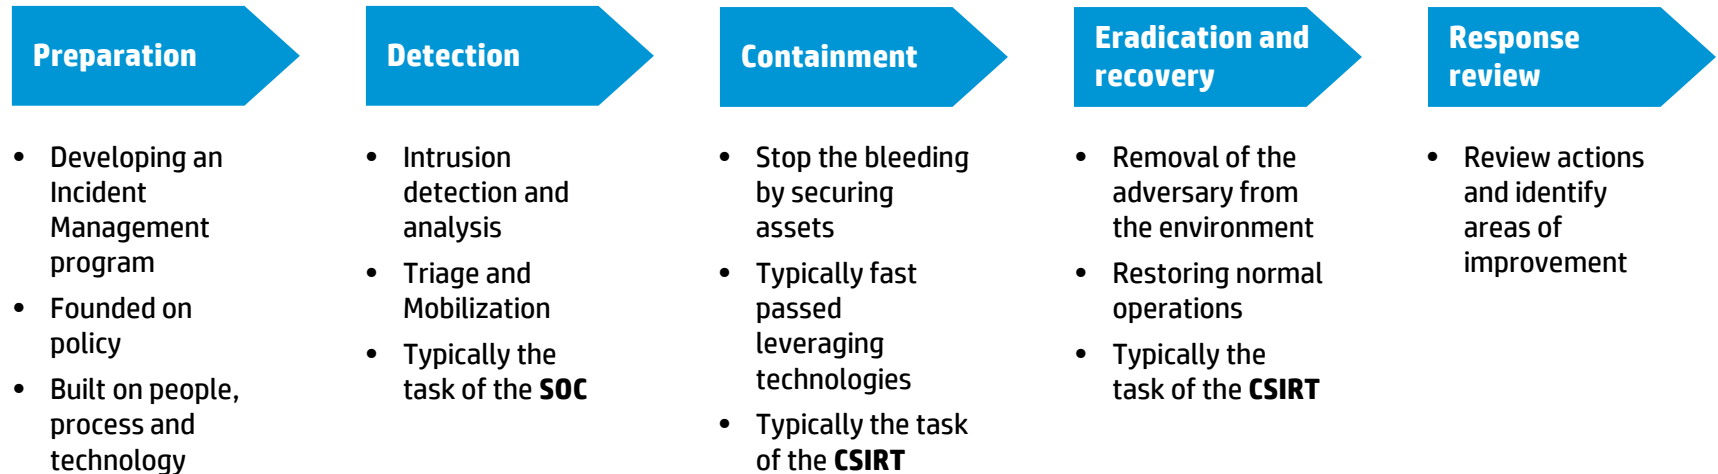 Preparation
• Developing an
Incident
Management
program
• Founded on
policy
• Built on people,
process and
technology
Detection
• Intrusion
detection and
analysis
• Triage and
Mobilization
• Typically the
task of the SOC
Containment
• Stop the bleeding
by securing
assets
• Typically fast
passed
leveraging
technologies
• Typically the task
of the CSIRT
Eradication and
recovery
• Removal of the
adversary from
the environment
• Restoring normal
operations
• Typically the
task of the CSIRT
Response
review
• Review actions
and identify
areas of
improvement